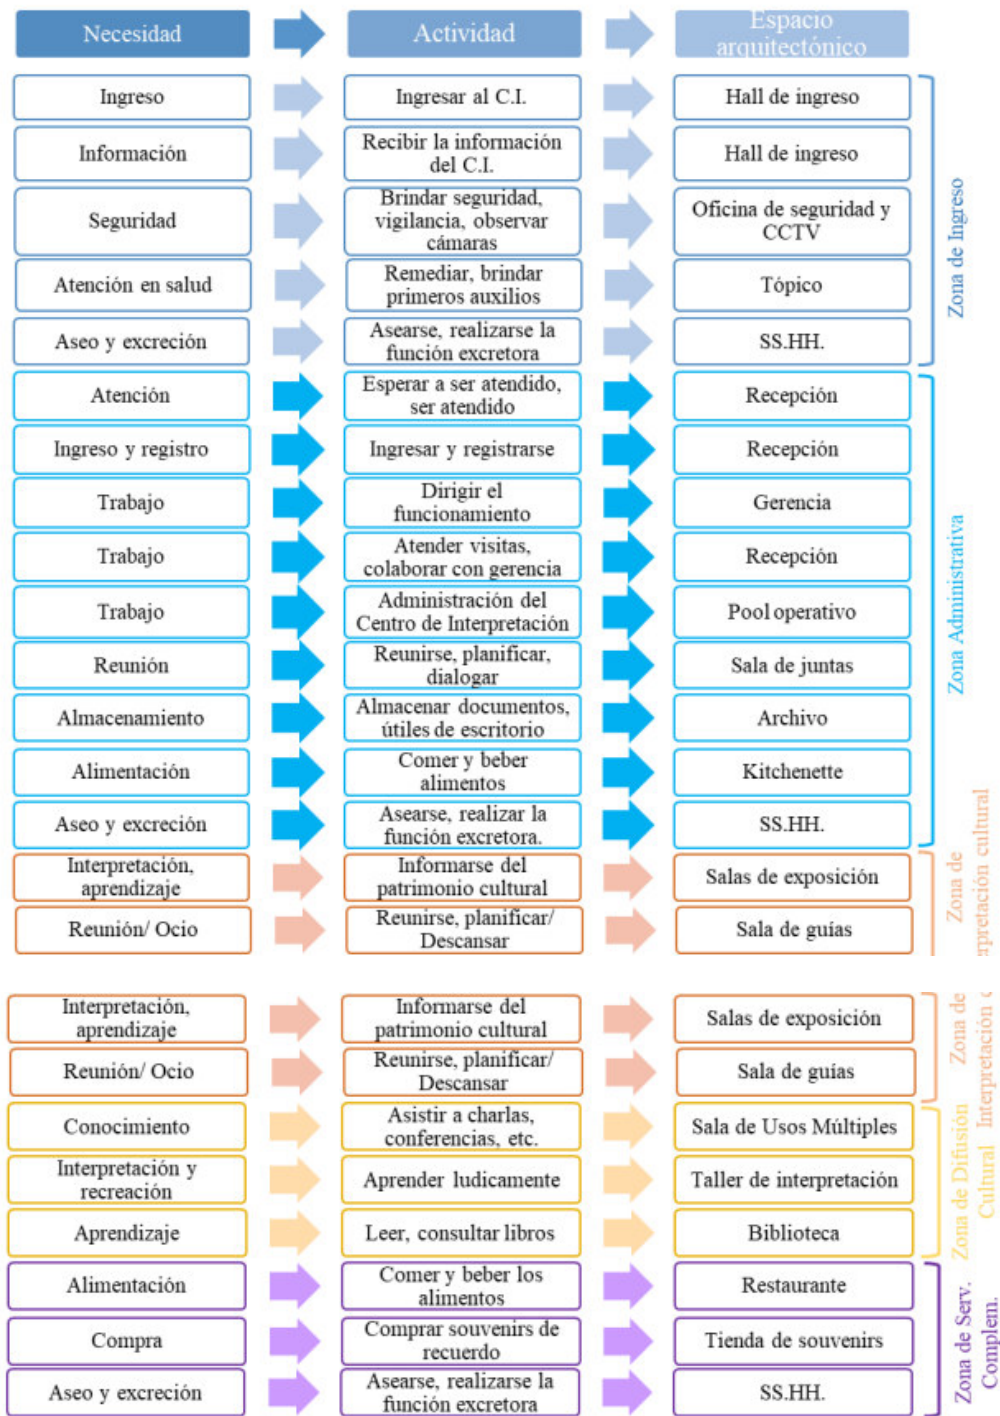 Necesidad
Actividad
Espacio
arquitectónico
Ingreso
Ingresar al C.I.
Hall de ingreso
Información
Recibir la información
del C.I.
Hall de ingreso
Seguridad
Brindar seguridad,
vigilancia, observar
cámaras
Oficina de seguridad y
CCTV
Atención en salud
Remediar, brindar
primeros auxilios
Tópico
Aseo y excreción
Asearse, realizarse la
función excretora
SS.HH.
Zona de Ingreso
Atención
Esperar a ser atendido,
ser atendido
Recepción
Ingreso y registro
Ingresar y registrarse
Recepción
Trabajo
Dirigir el
funcionamiento
Gerencia
Trabajo
Atender visitas,
colaborar con gerencia
Recepción
Trabajo
Administración del
Centro de Interpretación
Pool operativo
Reunión
Reunirse, planificar,
dialogar
Sala de juntas
Almacenamiento
Almacenar documentos,
útiles de escritorio
Archivo
Alimentación
Comer y beber
alimentos
Kitchenette
Aseo y excreción
Asearse, realizar la
función excretora.
SS.HH.
Zona Administrativa
Interpretación,
aprendizaje
Informarse del
patrimonio cultural
Salas de exposición
Reunión/ Ocio
Reunirse, planificar/
Descansar
Sala de guías
Zona de
erpretación cultural
Interpretación,
aprendizaje
Informarse del
patrimonio cultural
Salas de exposición
Reunión/ Ocio
Reunirse, planificar/
Descansar
Sala de guías
Zona de
Interpretación c
Conocimiento
Asistir a charlas,
conferencias, etc.
Sala de Usos Múltiples
Interpretación y
recreación
Aprender ludicamente
Taller de interpretación
Aprendizaje
Leer, consultar libros
Biblioteca
Zona de Difusión
Cultural
Alimentación
Comer y beber los
alimentos
Restaurante
Compra
Comprar souvenirs de
recuerdo
Tienda de souvenirs
Aseo y excreción
Asearse, realizarse la
función excretora
SS.HH.
Zona de Serv.
Complem.